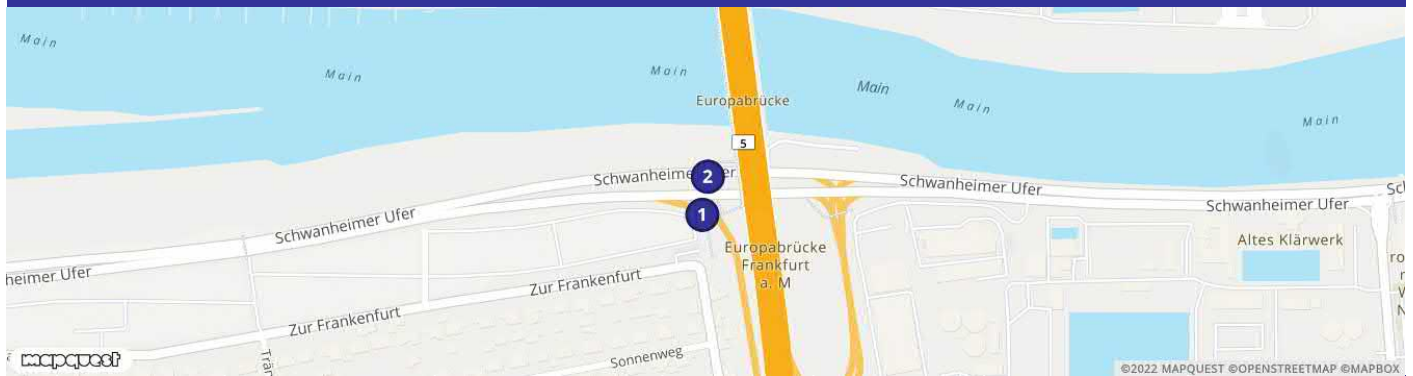 Main
Main
Main
Main
Main
Main
Europabrücke
5
Schwanheimer Ufer
2
Schwanheimer Ufer
Schwanheimer Ufer
1
Schwanheimer Ufer
Europabrücke
Frankfurt
a. M
Altes Klärwerk
heimer Ufer
Zur Frankenfurt
Zur Frankenfurt
Sonnenweg
mapquest
©2022 MAPQUEST ©OPENSTREETMAP ©MAPBOX